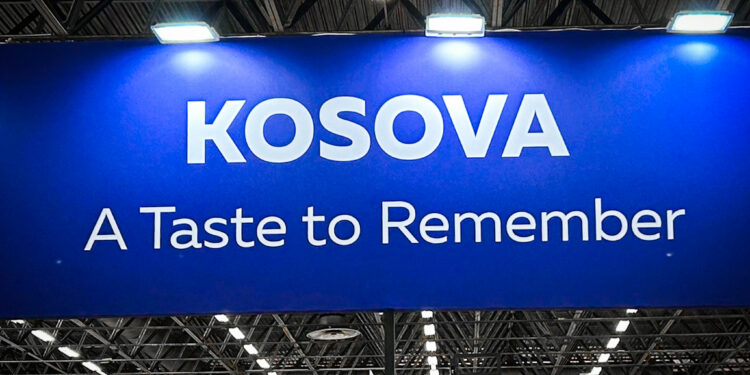 KOSOVA
A Taste to Remember